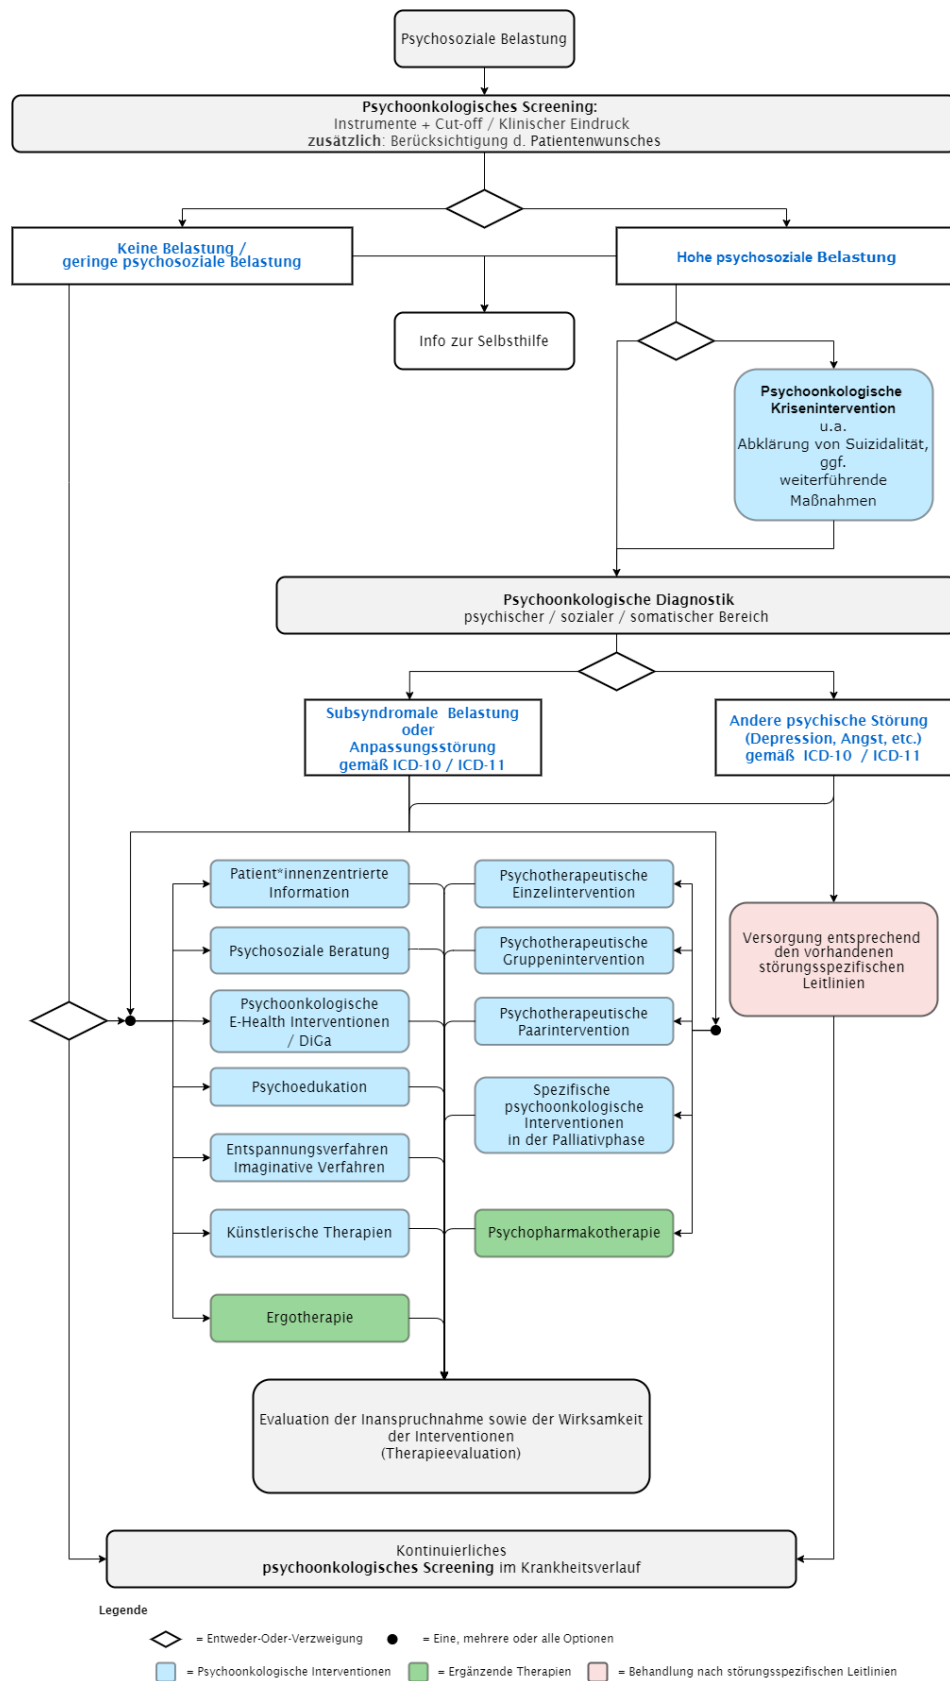 Psychosoziale Belastung
Psychoonkologisches Screening:
Instrumente + Cut-off / Klinischer Eindruck
zusätzlich: Berücksichtigung d. Patientenwunsches
Keine Belastung /
geringe psychosoziale Belastung
Hohe psychosoziale Belastung
Info zur Selbsthilfe
Psychoonkologische
Krisenintervention
u.a.
Abklärung von Suizidalität,
ggf.
weiterführende
Maßnahmen
Psychoonkologische Diagnostik
psychischer / sozialer / somatischer Bereich
Subsyndromale Belastung
oder
Anpassungsstörung
gemäß ICD-10 / ICD-11
Andere psychische Störung
(Depression, Angst, etc.)
gemäß ICD-10 / ICD-11
Patient*innenzentrierte
Information
Psychosoziale Beratung
Psychoonkologische
E-Health Interventionen
/ DiGa
Psychoedukation
Entspannungsverfahren
Imaginative Verfahren
Künstlerische Therapien
Ergotherapie
Psychotherapeutische
Einzelintervention
Psychotherapeutische
Gruppenintervention
Psychotherapeutische
Paarintervention
Spezifische
psychoonkologische
Interventionen
in der Palliativphase
Psychopharmakotherapie
Versorgung entsprechend
den vorhandenen
störungsspezifischen
Leitlinien
Evaluation der Inanspruchnahme sowie der Wirksamkeit
der Interventionen
(Therapieevaluation)
Kontinuierliches
psychoonkologisches Screening im Krankheitsverlauf
Legende
= Entweder-Oder-Verzweigung
= Eine, mehrere oder alle Optionen
= Psychoonkologische Interventionen
= Ergänzende Therapien
= Behandlung nach störungsspezifischen Leitlinien